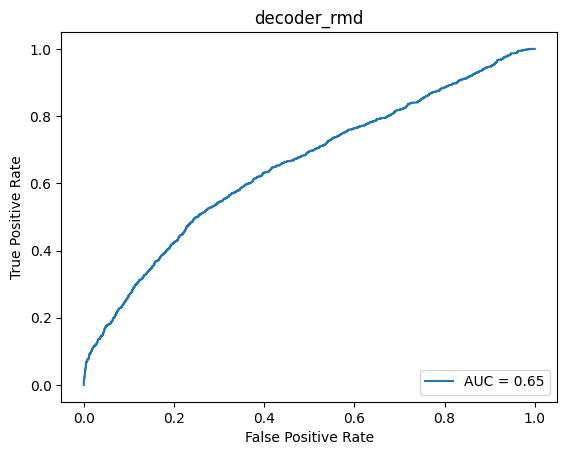 decoder_rmd
True Positive Rate
1.0
0.8
0.6
0.4
0.2
0.0
0.0 0.2 0.4 0.6 0.8 1.0
False Positive Rate
AUC = 0.65